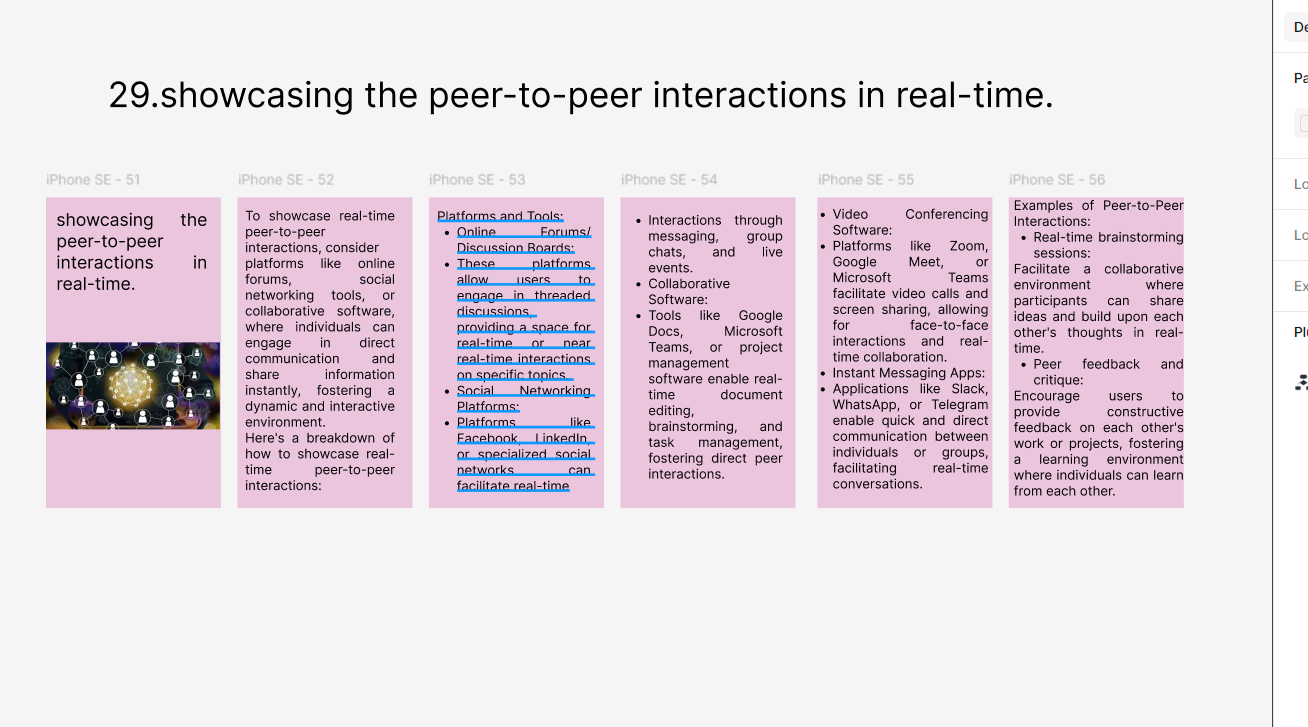 29.showcasing the peer-to-peer interactions in real-time.
iPhone SE - 51
showcasing the
peer-to-peer
interactions in
real-time.
iPhone SE - 52
To showcase real-time
peer-to-peer
interactions, consider
platforms like online
forums, social
networking tools, or
collaborative software,
where individuals can
engage in direct
communication and
share information
instantly, fostering a
dynamic and interactive
environment.
Here's a breakdown of
how to showcase real-
time peer-to-peer
interactions:
iPhone SE - 53
Platforms and Tools:
• Online Forums/
Discussion Boards:
• These platforms
allow users to
engage in threaded
discussions,
providing a space for
real-time or near
real-time interactions
on specific topics.
• Social Networking
Platforms:
• Platforms like
Facebook, LinkedIn,
or specialized social
networks can
facilitate real-time
iPhone SE - 54
• Interactions through
messaging, group
chats, and live
events.
• Collaborative
Software:
• Tools like Google
Docs, Microsoft
Teams, or project
management
software enable real-
time document
editing,
brainstorming, and
task management,
fostering direct peer
interactions.
iPhone SE - 55
• Video Conferencing
Software:
• Platforms like Zoom,
Google Meet, or
Microsoft Teams
facilitate video calls and
screen sharing, allowing
for face-to-face
interactions and real-
time collaboration.
• Instant Messaging Apps:
• Applications like Slack,
WhatsApp, or Telegram
enable quick and direct
communication between
individuals or groups,
facilitating real-time
conversations.
iPhone SE - 56
Examples of Peer-to-Peer
Interactions:
• Real-time brainstorming
sessions:
Facilitate a collaborative
environment where
participants can share
ideas and build upon each
other's thoughts in real-
time.
• Peer feedback and
critique:
Encourage users to
provide constructive
feedback on each other's
work or projects, fostering
a learning environment
where individuals can learn
from each other.
De
Pa
Lo
Lo
Ex
Plu